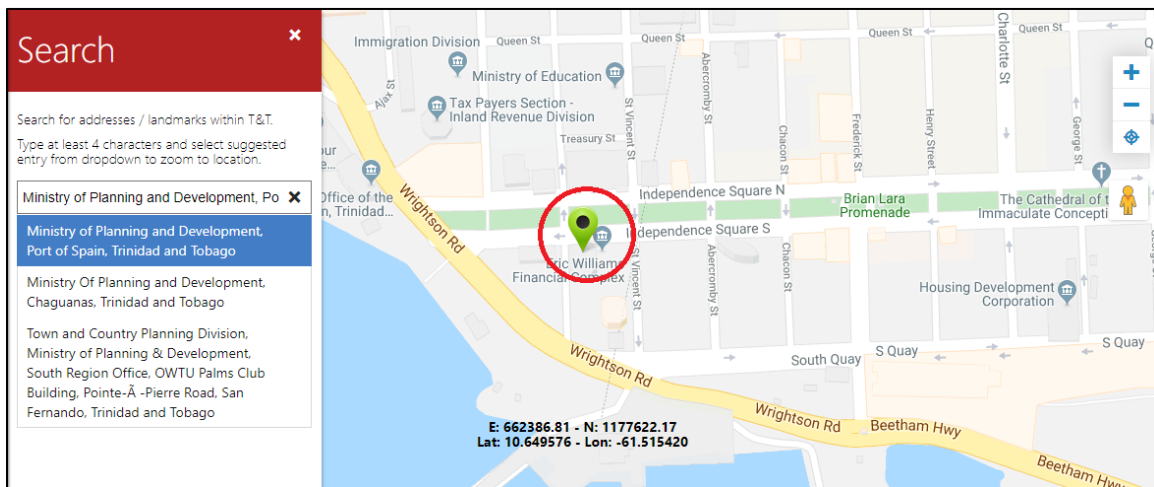 Search
Search for addresses / landmarks within T&T.
Type at least 4 characters and select suggested
entry from dropdown to zoom to location.
Ministry of Planning and Development, Po
Ministry of Planning and Development,
Port of Spain, Trinidad and Tobago
Ministry Of Planning and Development,
Chaguanas, Trinidad and Tobago
Town and Country Planning Division,
Ministry of Planning & Development,
South Region Office, OWTU Palms Club
Building, Pointe-Ã -Pierre Road, San
Fernando, Trinidad and Tobago
Immigration Division
Queen St
Queen St
Queen St
Charlotte St
Ministry of Education
Ajax St
Tax Payers Section -
Inland Revenue Division
Treasury St
St Vincent St
Abercromby St
Chacon St
Frederick St
Henry Street
George St
Office of the
n, Trinidad...
Wrightson Rd
Independence Square N
Brian Lara
Promenade
The Cathedral of t
Immaculate Concepti
Independence Square S
Eric Williams
Financial Complex
St Vincent St
Abercromby St
Chacon St
Housing Development
Corporation
Wrightson Rd
South Quay
S Quay
S Quay
Wrightson Rd
Beetham Hwy
Beetham Hwy
E: 662386.81 - N: 1177622.17
Lat: 10.649576 - Lon: -61.515420